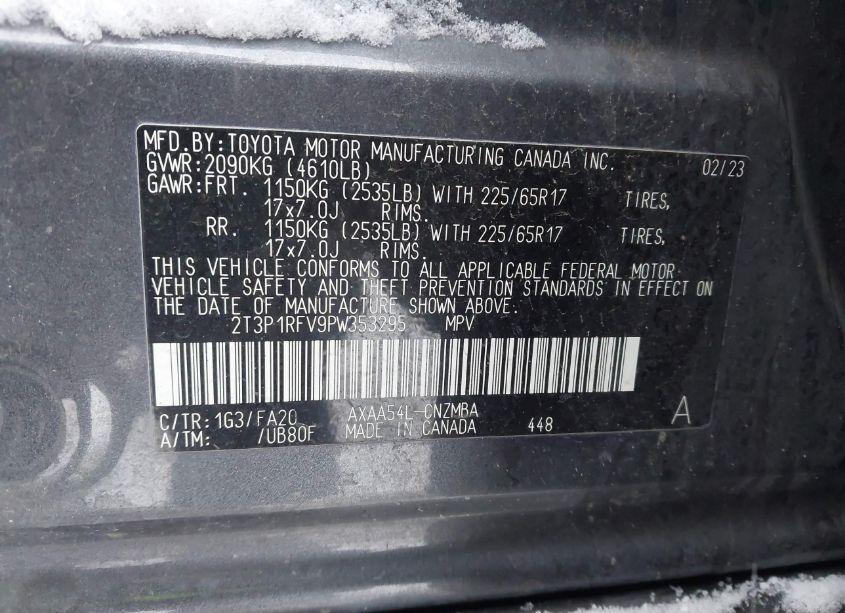 MFD.BY:TOYOTA MOTOR MANUFACTURING CANADA INC. 02/23
GVWR:2090KG (4610LB)
GAWR:FRT. 1150KG (2535LB) WITH 225/65R17 TIRES,
17x7.0J RIMS.
RR. 1150KG (2535LB) WITH 225/65R17 TIRES,
17x7.0J RIMS.
THIS VEHICLE CONFORMS TO ALL APPLICABLE FEDERAL MOTOR
VEHICLE SAFETY AND THEFT PREVENTION STANDARDS IN EFFECT ON
THE DATE OF MANUFACTURE SHOWN ABOVE.
2T3P1RFV9PW353295 MPV
C/TR:1G3/FA20 AXAA54L-CNZMBA A
A/TM: /UB80F MADE IN CANADA 448